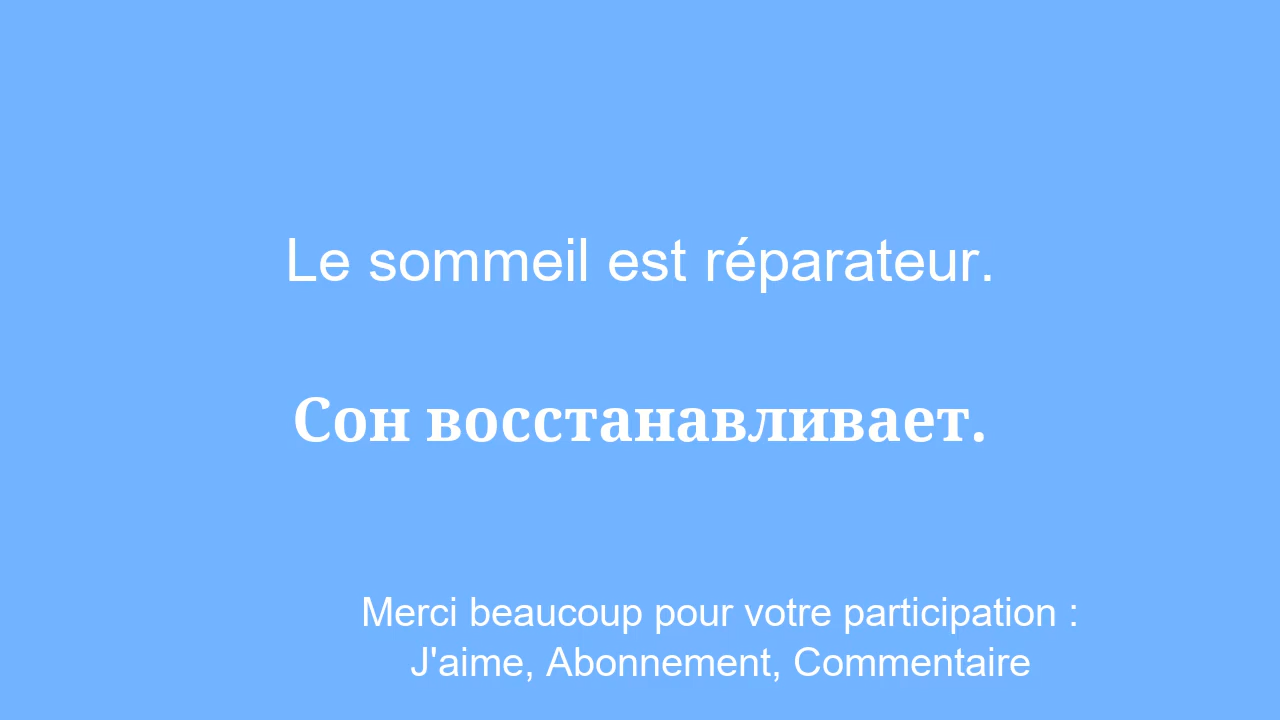 Le sommeil est réparateur.
Сон восстанавливает.
Merci beaucoup pour votre participation :
J'aime, Abonnement, Commentaire